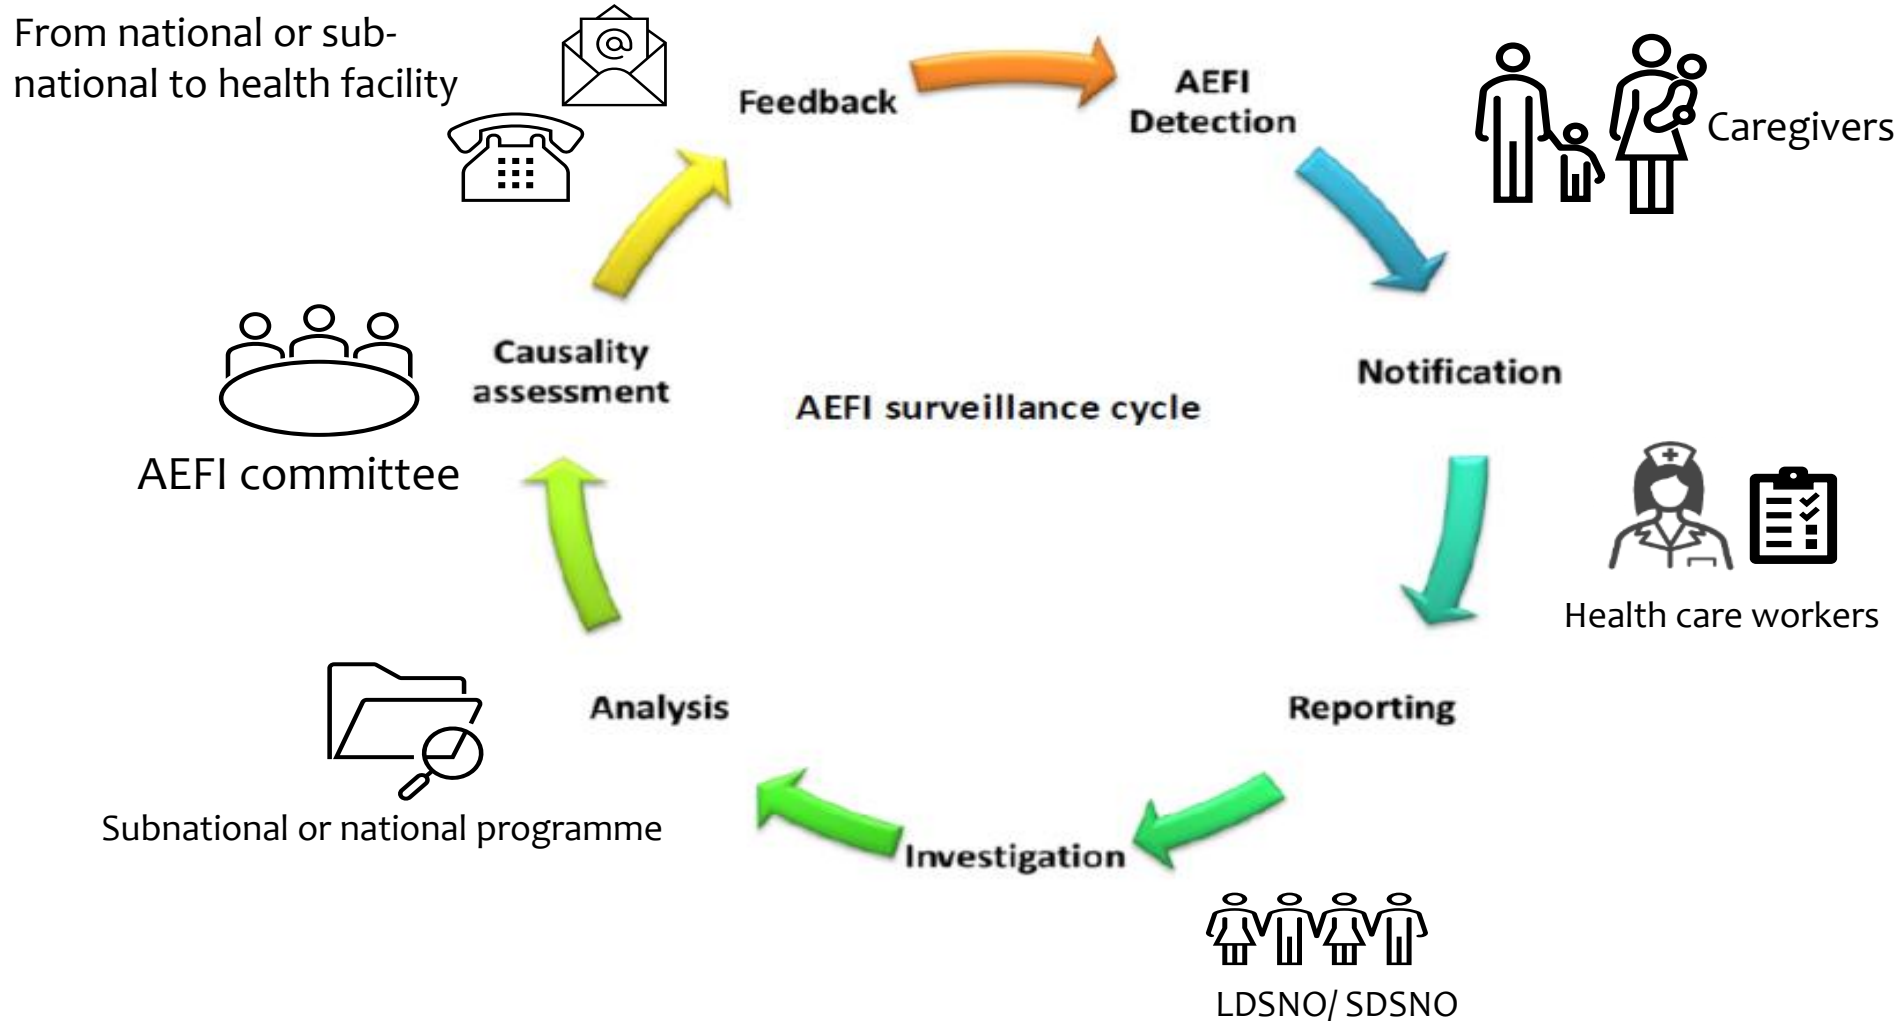 From national or sub-
national to health facility
@
Feedback
AEFI
Detection
Caregivers
Notification
Causality
assessment
AEFI surveillance cycle
AEFI committee
Health care workers
Analysis
Reporting
Subnational or national programme
Investigation
LDSNO/ SDSNO